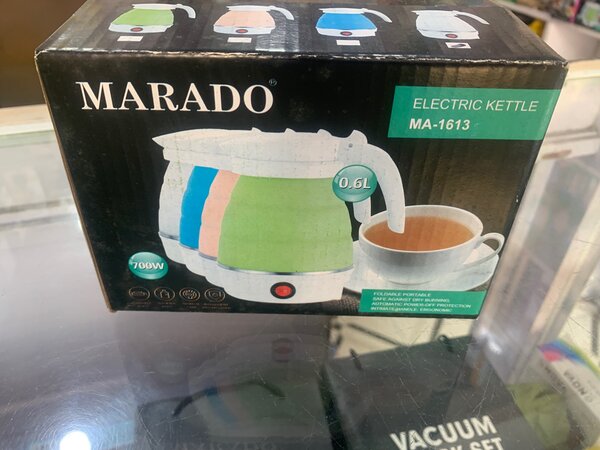 MARADO
ELECTRIC KETTLE
MA-1613
0.6L
700W
FOLDABLE PORTABLE
SAFE AGAINST DRY BURNING,
AUTOMATIC POWER-OFF PROTECTION
INTIMATE HANDLE, ERGONOMIC
VACUUM
SET